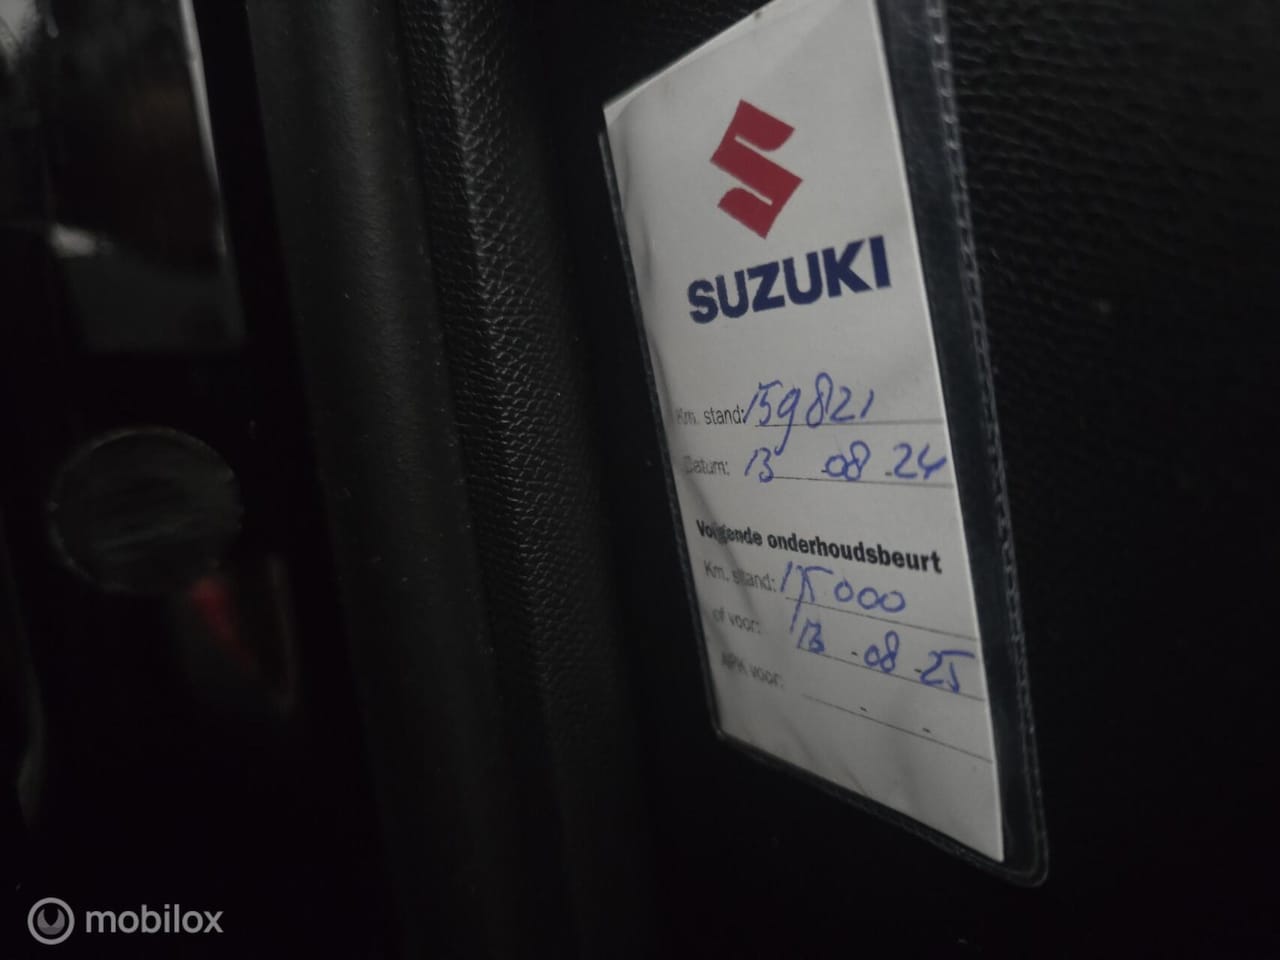 SUZUKI
Km. stand: 159821
Datum: 13 - 08 - 24
Volgende onderhoudsbeurt
Km. stand: 175000
of voor: 13 - 08 - 25
APK voor: - -
mobilox